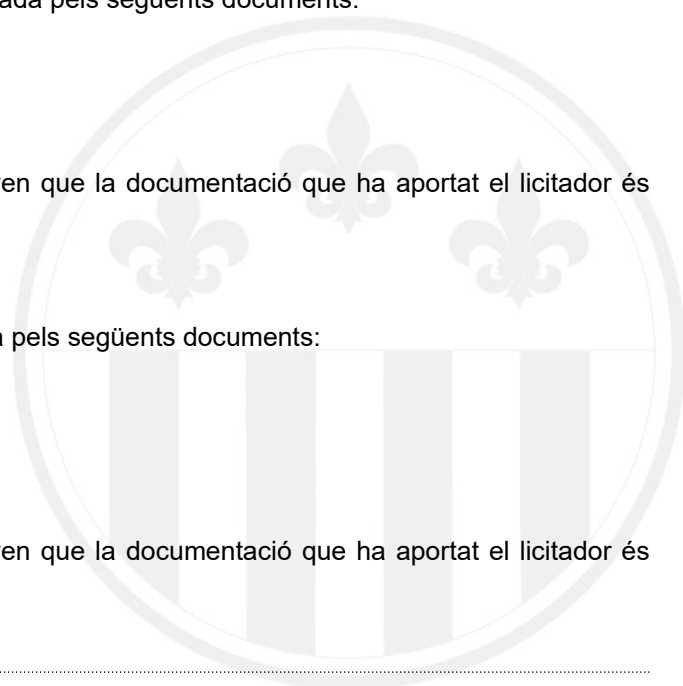 pels següents documents:
en que la documentació que ha aportat el licitador és
pels següents documents:
en que la documentació que ha aportat el licitador és